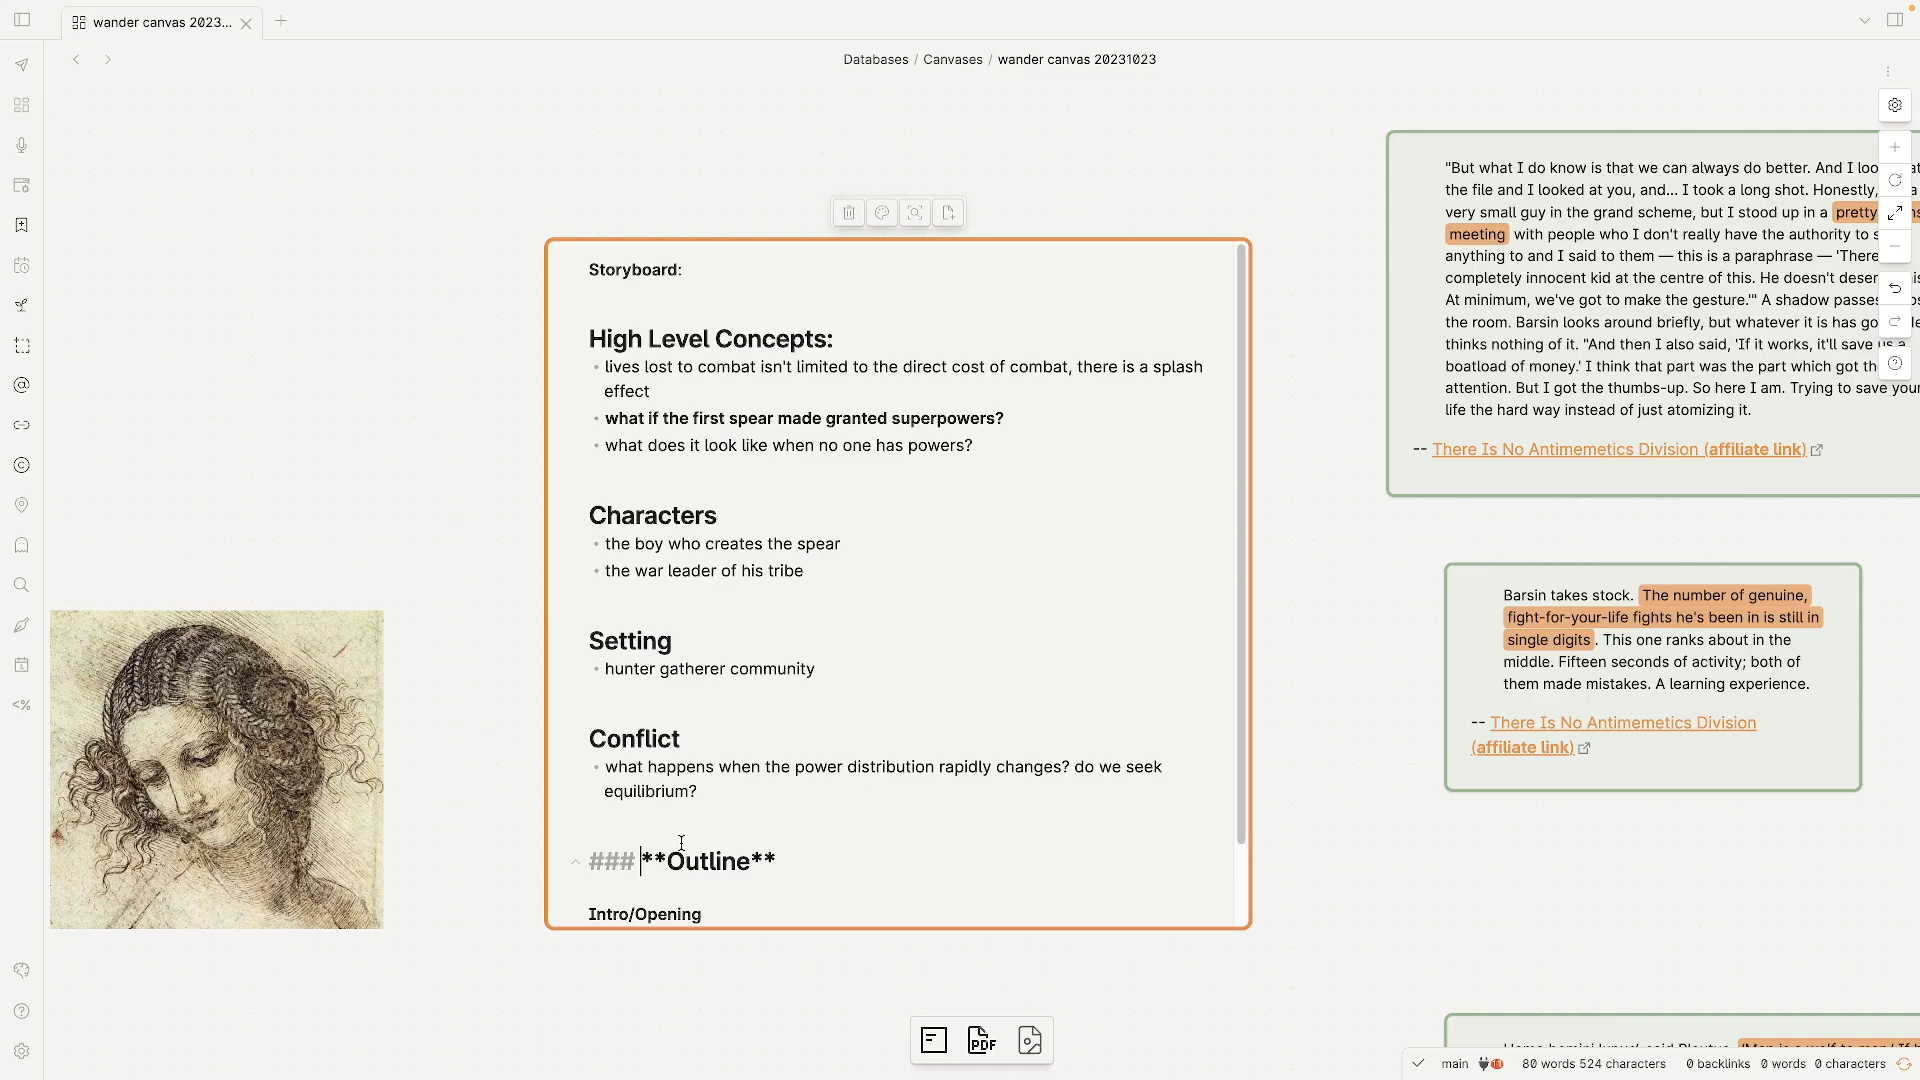 wander canvas 2023...
Databases / Canvases / wander canvas 20231023
Storyboard:
High Level Concepts:
lives lost to combat isn't limited to the direct cost of combat, there is a splash
effect
what if the first spear made granted superpowers?
what does it look like when no one has powers?
Characters
the boy who creates the spear
the war leader of his tribe
Setting
hunter gatherer community
Conflict
what happens when the power distribution rapidly changes? do we seek
equilibrium?
### **Outline**
Intro/Opening
"But what I do know is that we can always do better. And I loo
the file and I looked at you, and... I took a long shot. Honestly,
very small guy in the grand scheme, but I stood up in a pretty
meeting with people who I don't really have the authority to s
anything to and I said to them — this is a paraphrase — 'There
completely innocent kid at the centre of this. He doesn't deser
At minimum, we've got to make the gesture.'" A shadow passes
the room. Barsin looks around briefly, but whatever it is has go
thinks nothing of it. "And then I also said, 'If it works, it'll save us a
boatload of money.' I think that part was the part which got th
attention. But I got the thumbs-up. So here I am. Trying to save your
life the hard way instead of just atomizing it.
-- There Is No Antimemetics Division (affiliate link)
Barsin takes stock. The number of genuine,
fight-for-your-life fights he's been in is still in
single digits. This one ranks about in the
middle. Fifteen seconds of activity; both of
them made mistakes. A learning experience.
-- There Is No Antimemetics Division
(affiliate link)
PDF
main
80 words 524 characters
0 backlinks 0 words 0 characters